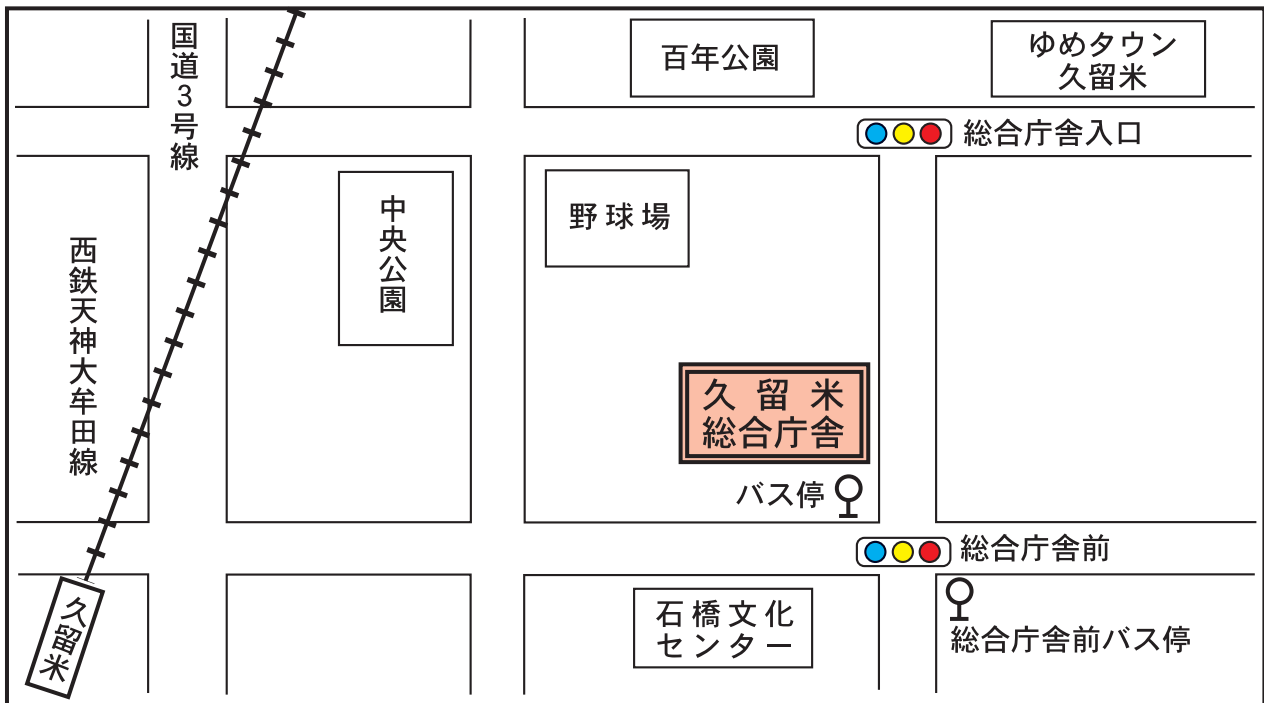 国道3号線
百年公園
ゆめタウン
久留米
総合庁舎入口
中央公園
野球場
西鉄天神大牟田線
久留米
総合庁舎
バス停
総合庁舎前
久留米
石橋文化
センター
総合庁舎前バス停